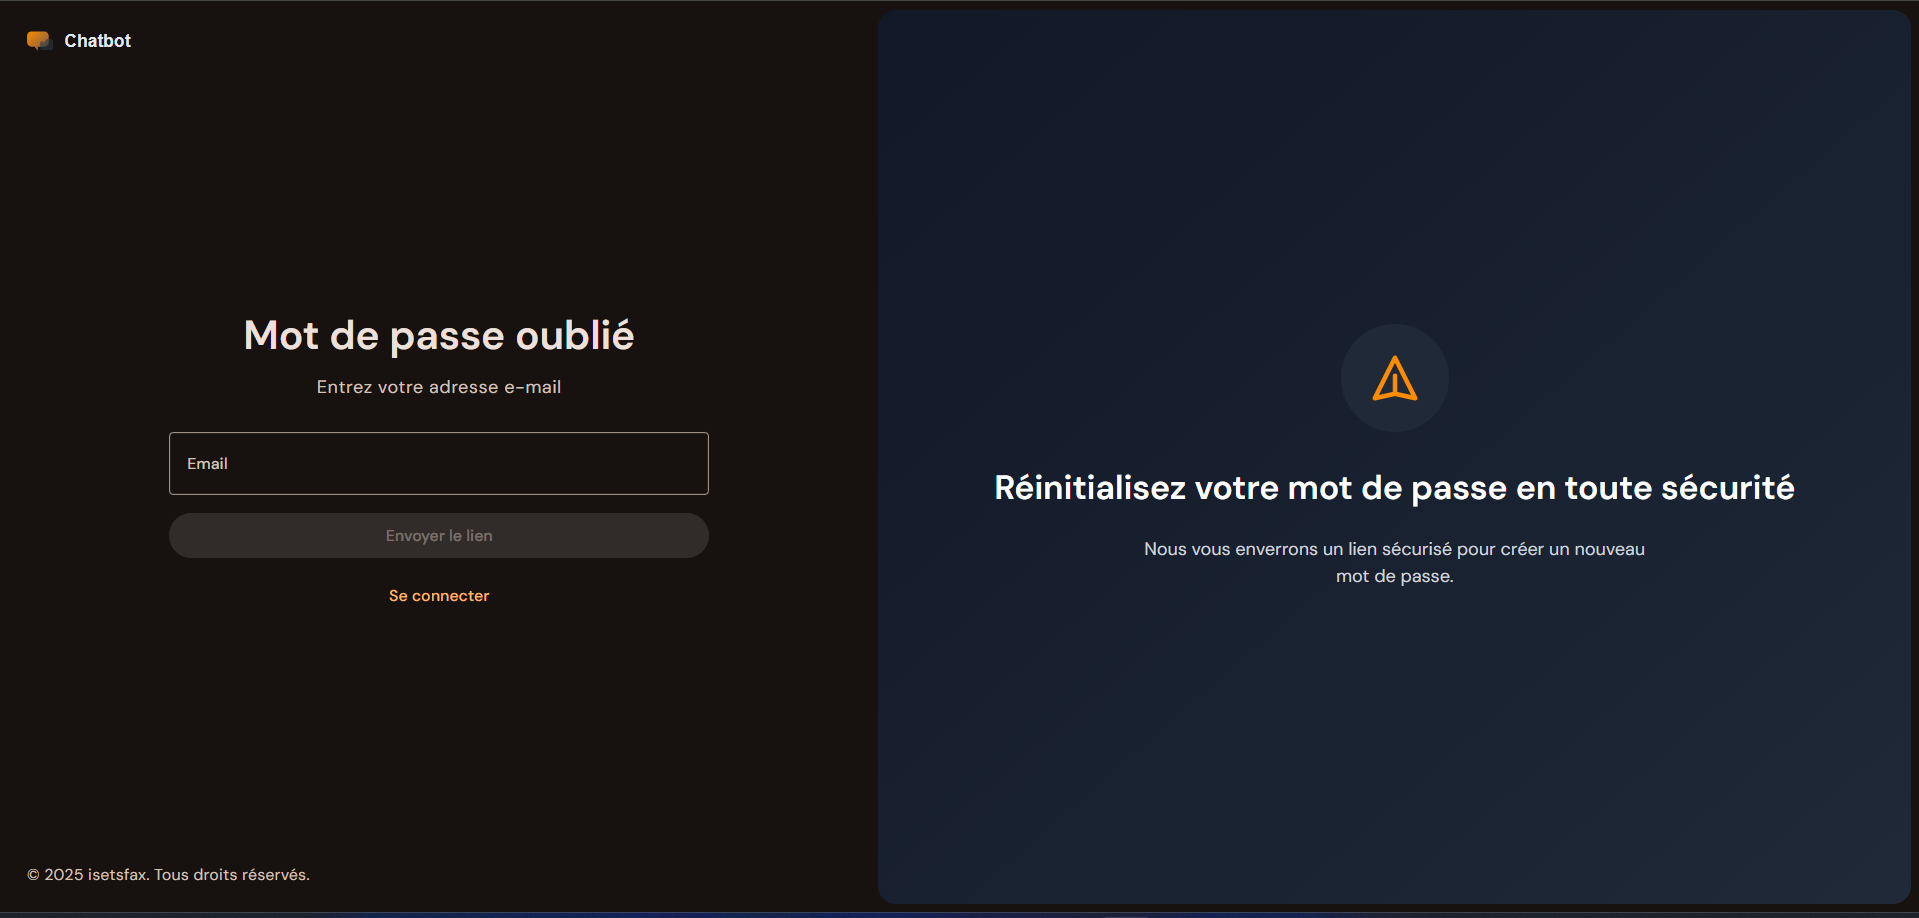 Chatbot
Mot de passe oublié
Entrez votre adresse e-mail
Email
Envoyer le lien
Se connecter
© 2025 isetsfax. Tous droits réservés.
Réinitialisez votre mot de passe en toute sécurité
Nous vous enverrons un lien sécurisé pour créer un nouveau
mot de passe.